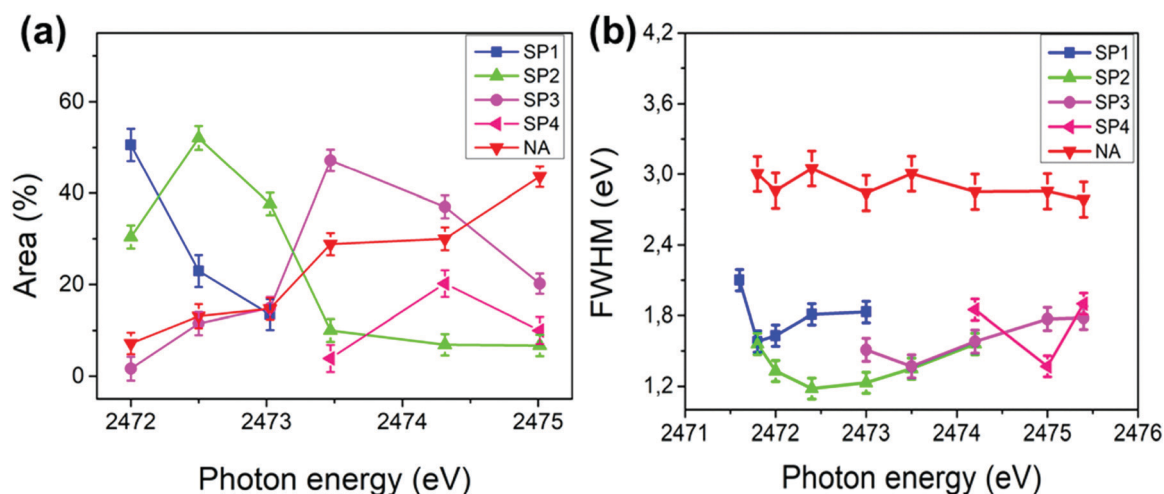 (a)
SP1
SP2
SP3
SP4
NA
60
40
20
0
Area (%)
2472 2473 2474 2475
Photon energy (eV)
(b)
SP1
SP2
SP3
SP4
NA
4,2
3,6
3,0
2,4
1,8
1,2
FWHM (eV)
2471 2472 2473 2474 2475 2476
Photon energy (eV)